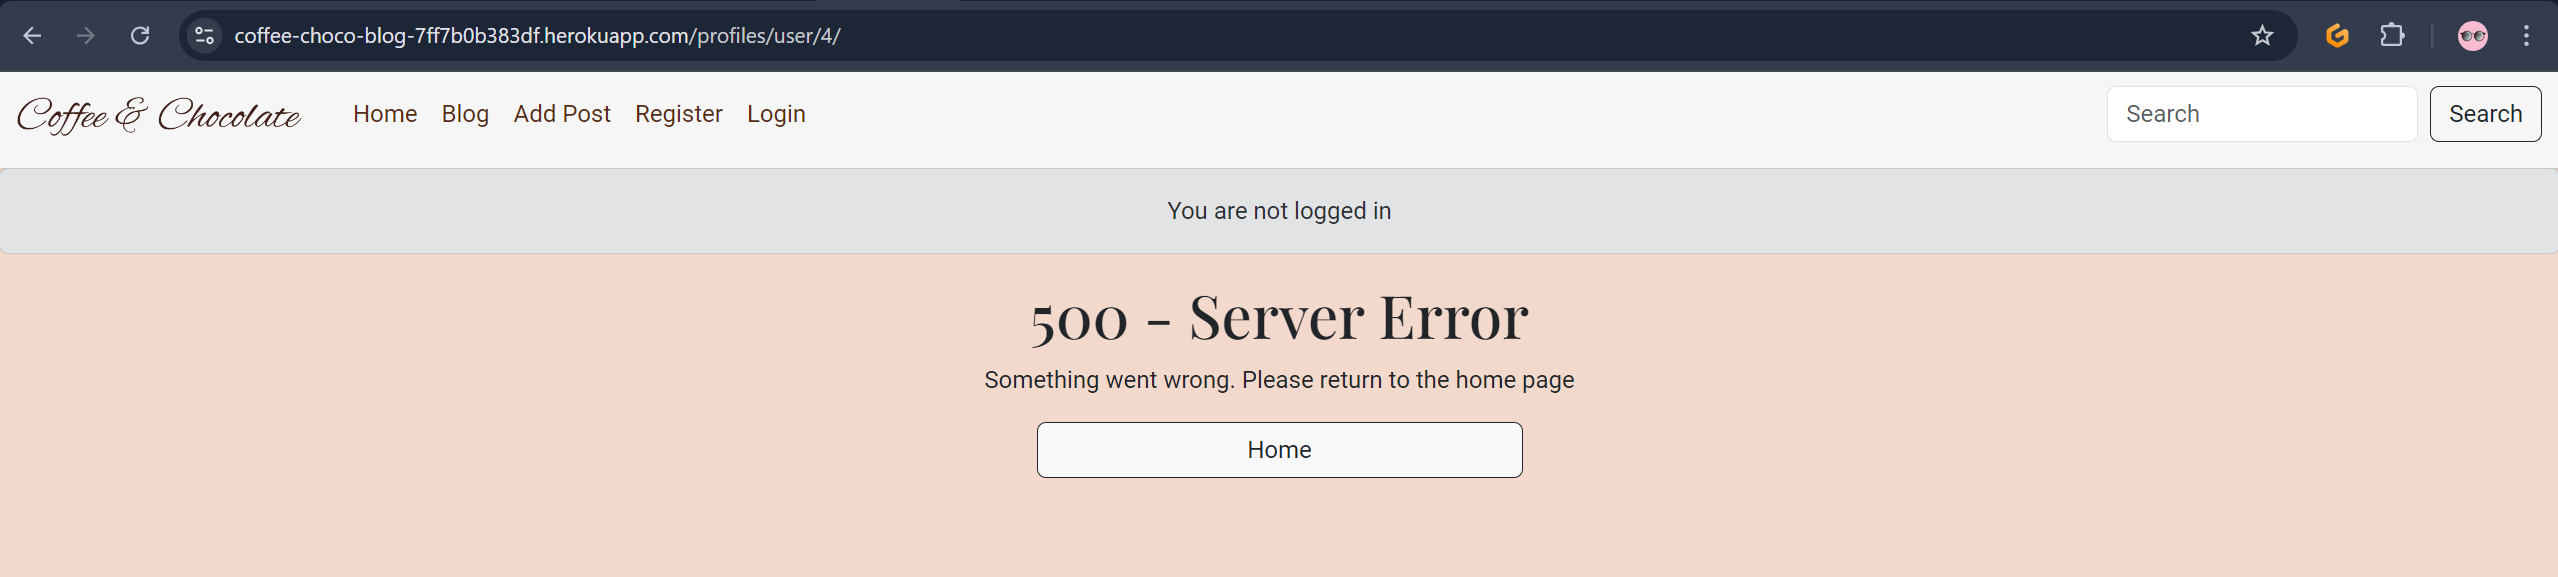 coffee-choco-blog-7ff7b0b383df.herokuapp.com/profiles/user/4/
Coffee & Chocolate Home Blog Add Post Register Login Search Search
You are not logged in
500 - Server Error
Something went wrong. Please return to the home page
Home